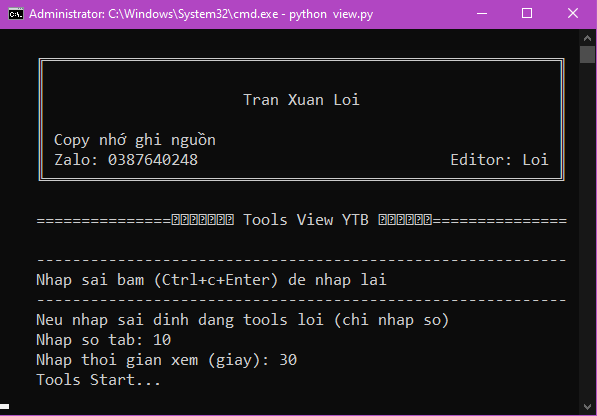 Administrator: C:\Windows\System32\cmd.exe - python view.py
Tran Xuan Loi
Copy nhớ ghi nguồn
Zalo: 0387640248 Editor: Loi
=============== Tools View YTB ===============
-----------------------------------------------------------
Nhap sai bam (Ctrl+c+Enter) de nhap lai
-----------------------------------------------------------
Neu nhap sai dinh dang tools loi (chi nhap so)
Nhap so tab: 10
Nhap thoi gian xem (giay): 30
Tools Start...